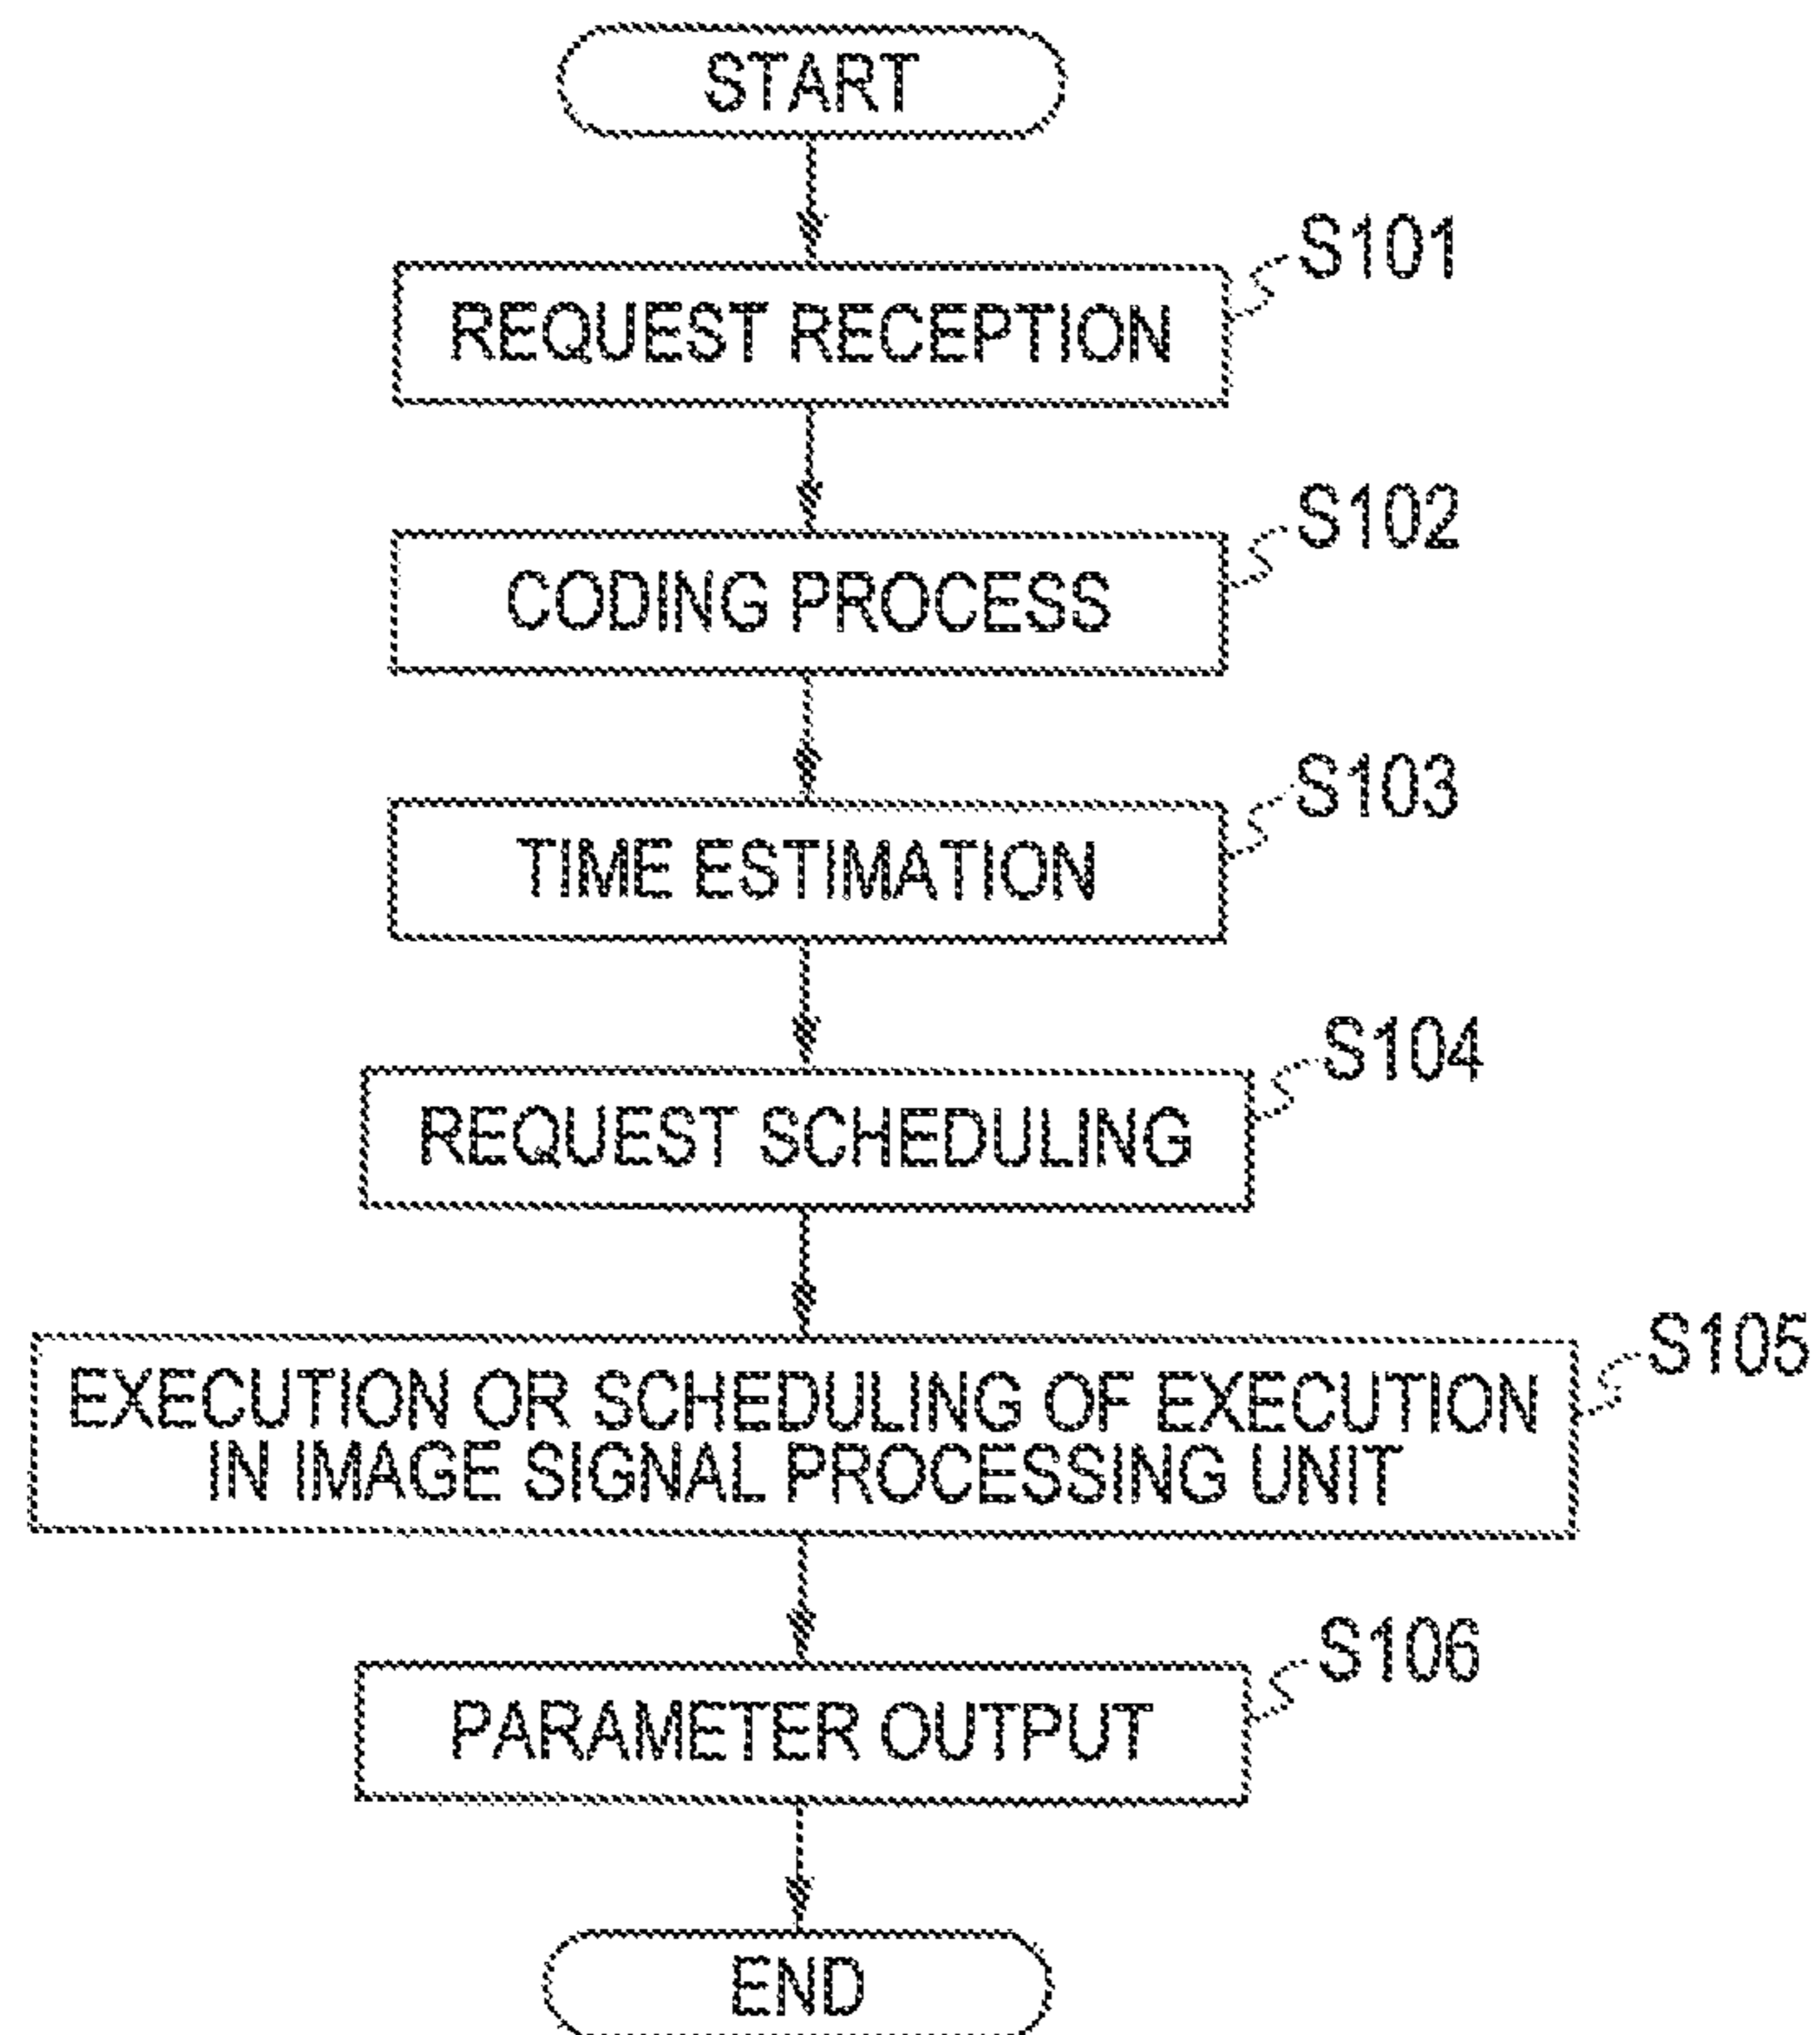 START
S101
REQUEST RECEPTION
S102
CODING PROCESS
S103
TIME ESTIMATION
S104
REQUEST SCHEDULING
S105
EXECUTION OR SCHEDULING OF EXECUTION
IN IMAGE SIGNAL PROCESSING UNIT
S106
PARAMETER OUTPUT
END